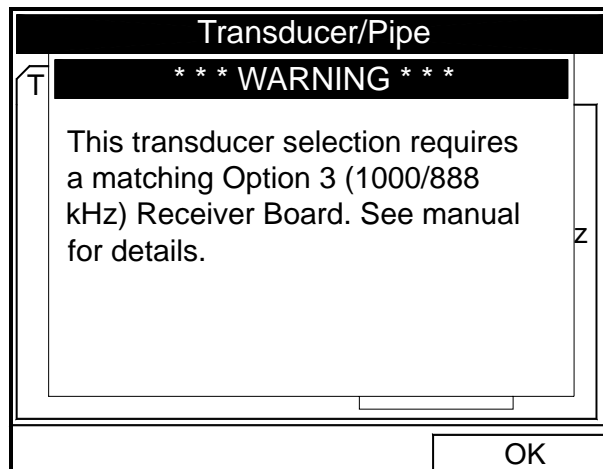 Transducer/Pipe
T
* * * WARNING * * *
This transducer selection requires
a matching Option 3 (1000/888
kHz) Receiver Board. See manual
for details.
z
OK